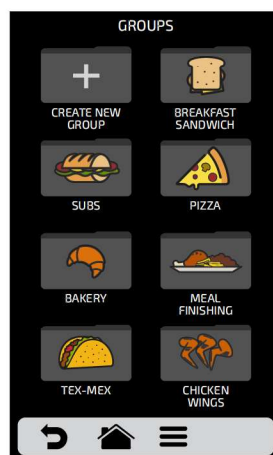 GROUPS
CREATE NEW
GROUP
BREAKFAST
SANDWICH
SUBS
PIZZA
BAKERY
MEAL
FINISHING
TEX-MEX
CHICKEN
WINGS